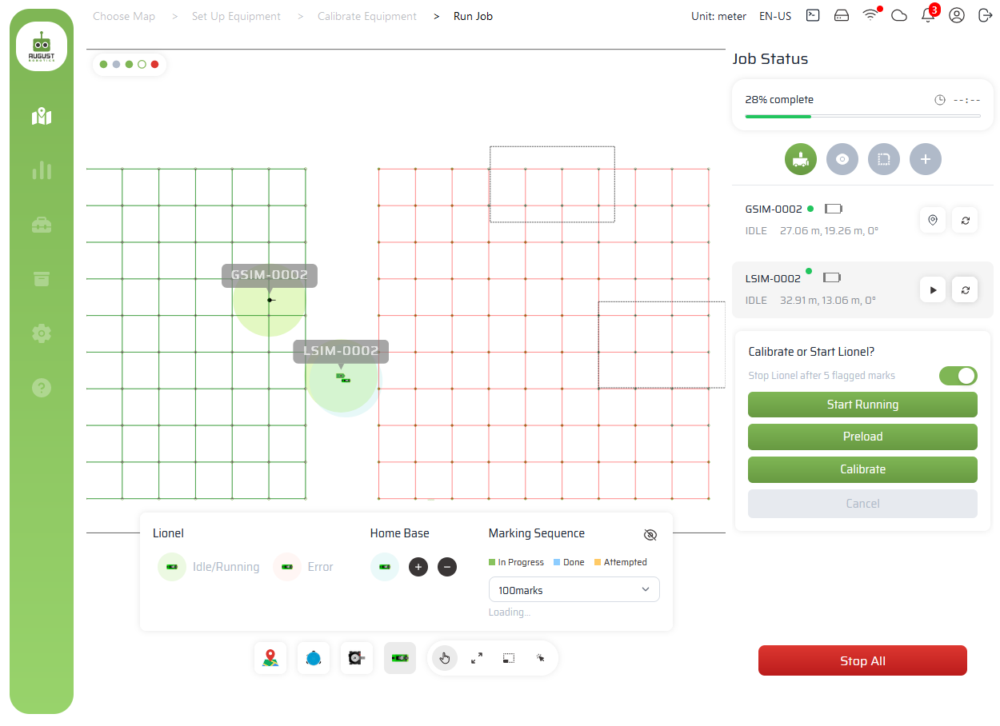 Choose Map > Set Up Equipment > Calibrate Equipment > Run Job
Unit: meter EN-US 3
AUGUST
ROBOTICS
Job Status
28% complete --:--
GSIM-0002
IDLE 27.06 m, 19.26 m, 0°
LSIM-0002
IDLE 32.91 m, 13.06 m, 0°
GSIM-0002
LSIM-0002
Calibrate or Start Lionel?
Stop Lionel after 5 flagged marks
Start Running
Preload
Calibrate
Cancel
Lionel
Idle/Running Error
Home Base
Marking Sequence
In Progress Done Attempted
100marks
Loading...
Stop All